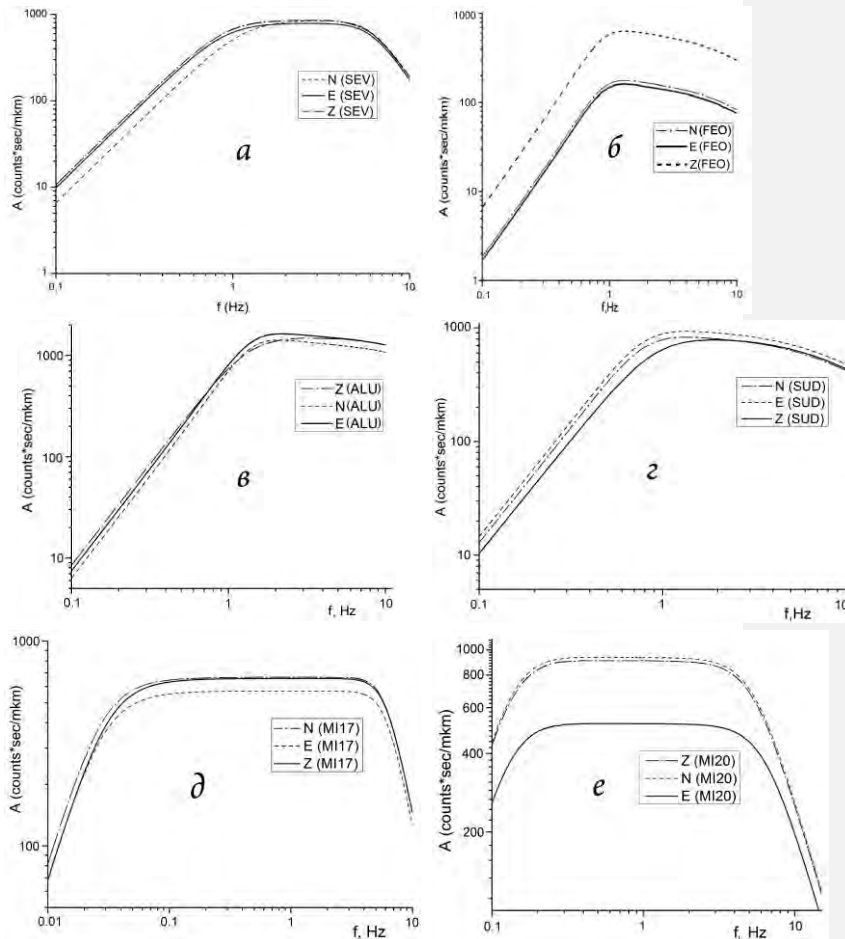 1000
100
10
1
A (counts*sec/mkm)
N (SEV)
E (SEV)
Z (SEV)
а
0.1
1
10
f (Hz)
1000
100
10
1
A (counts*sec/mkm)
N (FEO)
E (FEO)
Z(FEO)
б
0.1
1
10
f,Hz
1000
100
10
A (counts*sec/mkm)
Z (ALU)
N(ALU)
E (ALU)
в
0.1
1
10
f, Hz
1000
100
10
A (counts*sec/mkm)
N (SUD)
E (SUD)
Z (SUD)
г
0.1
1
10
f,Hz
1000
100
A (counts*sec/mkm)
N (MI17)
E (MI17)
Z (MI17)
д
0.01
0.1
1
10
f, Hz
1000
800
600
400
200
A (counts*sec/mkm)
Z (MI20)
N (MI20)
E (MI20)
е
0.1
1
10
f, Hz